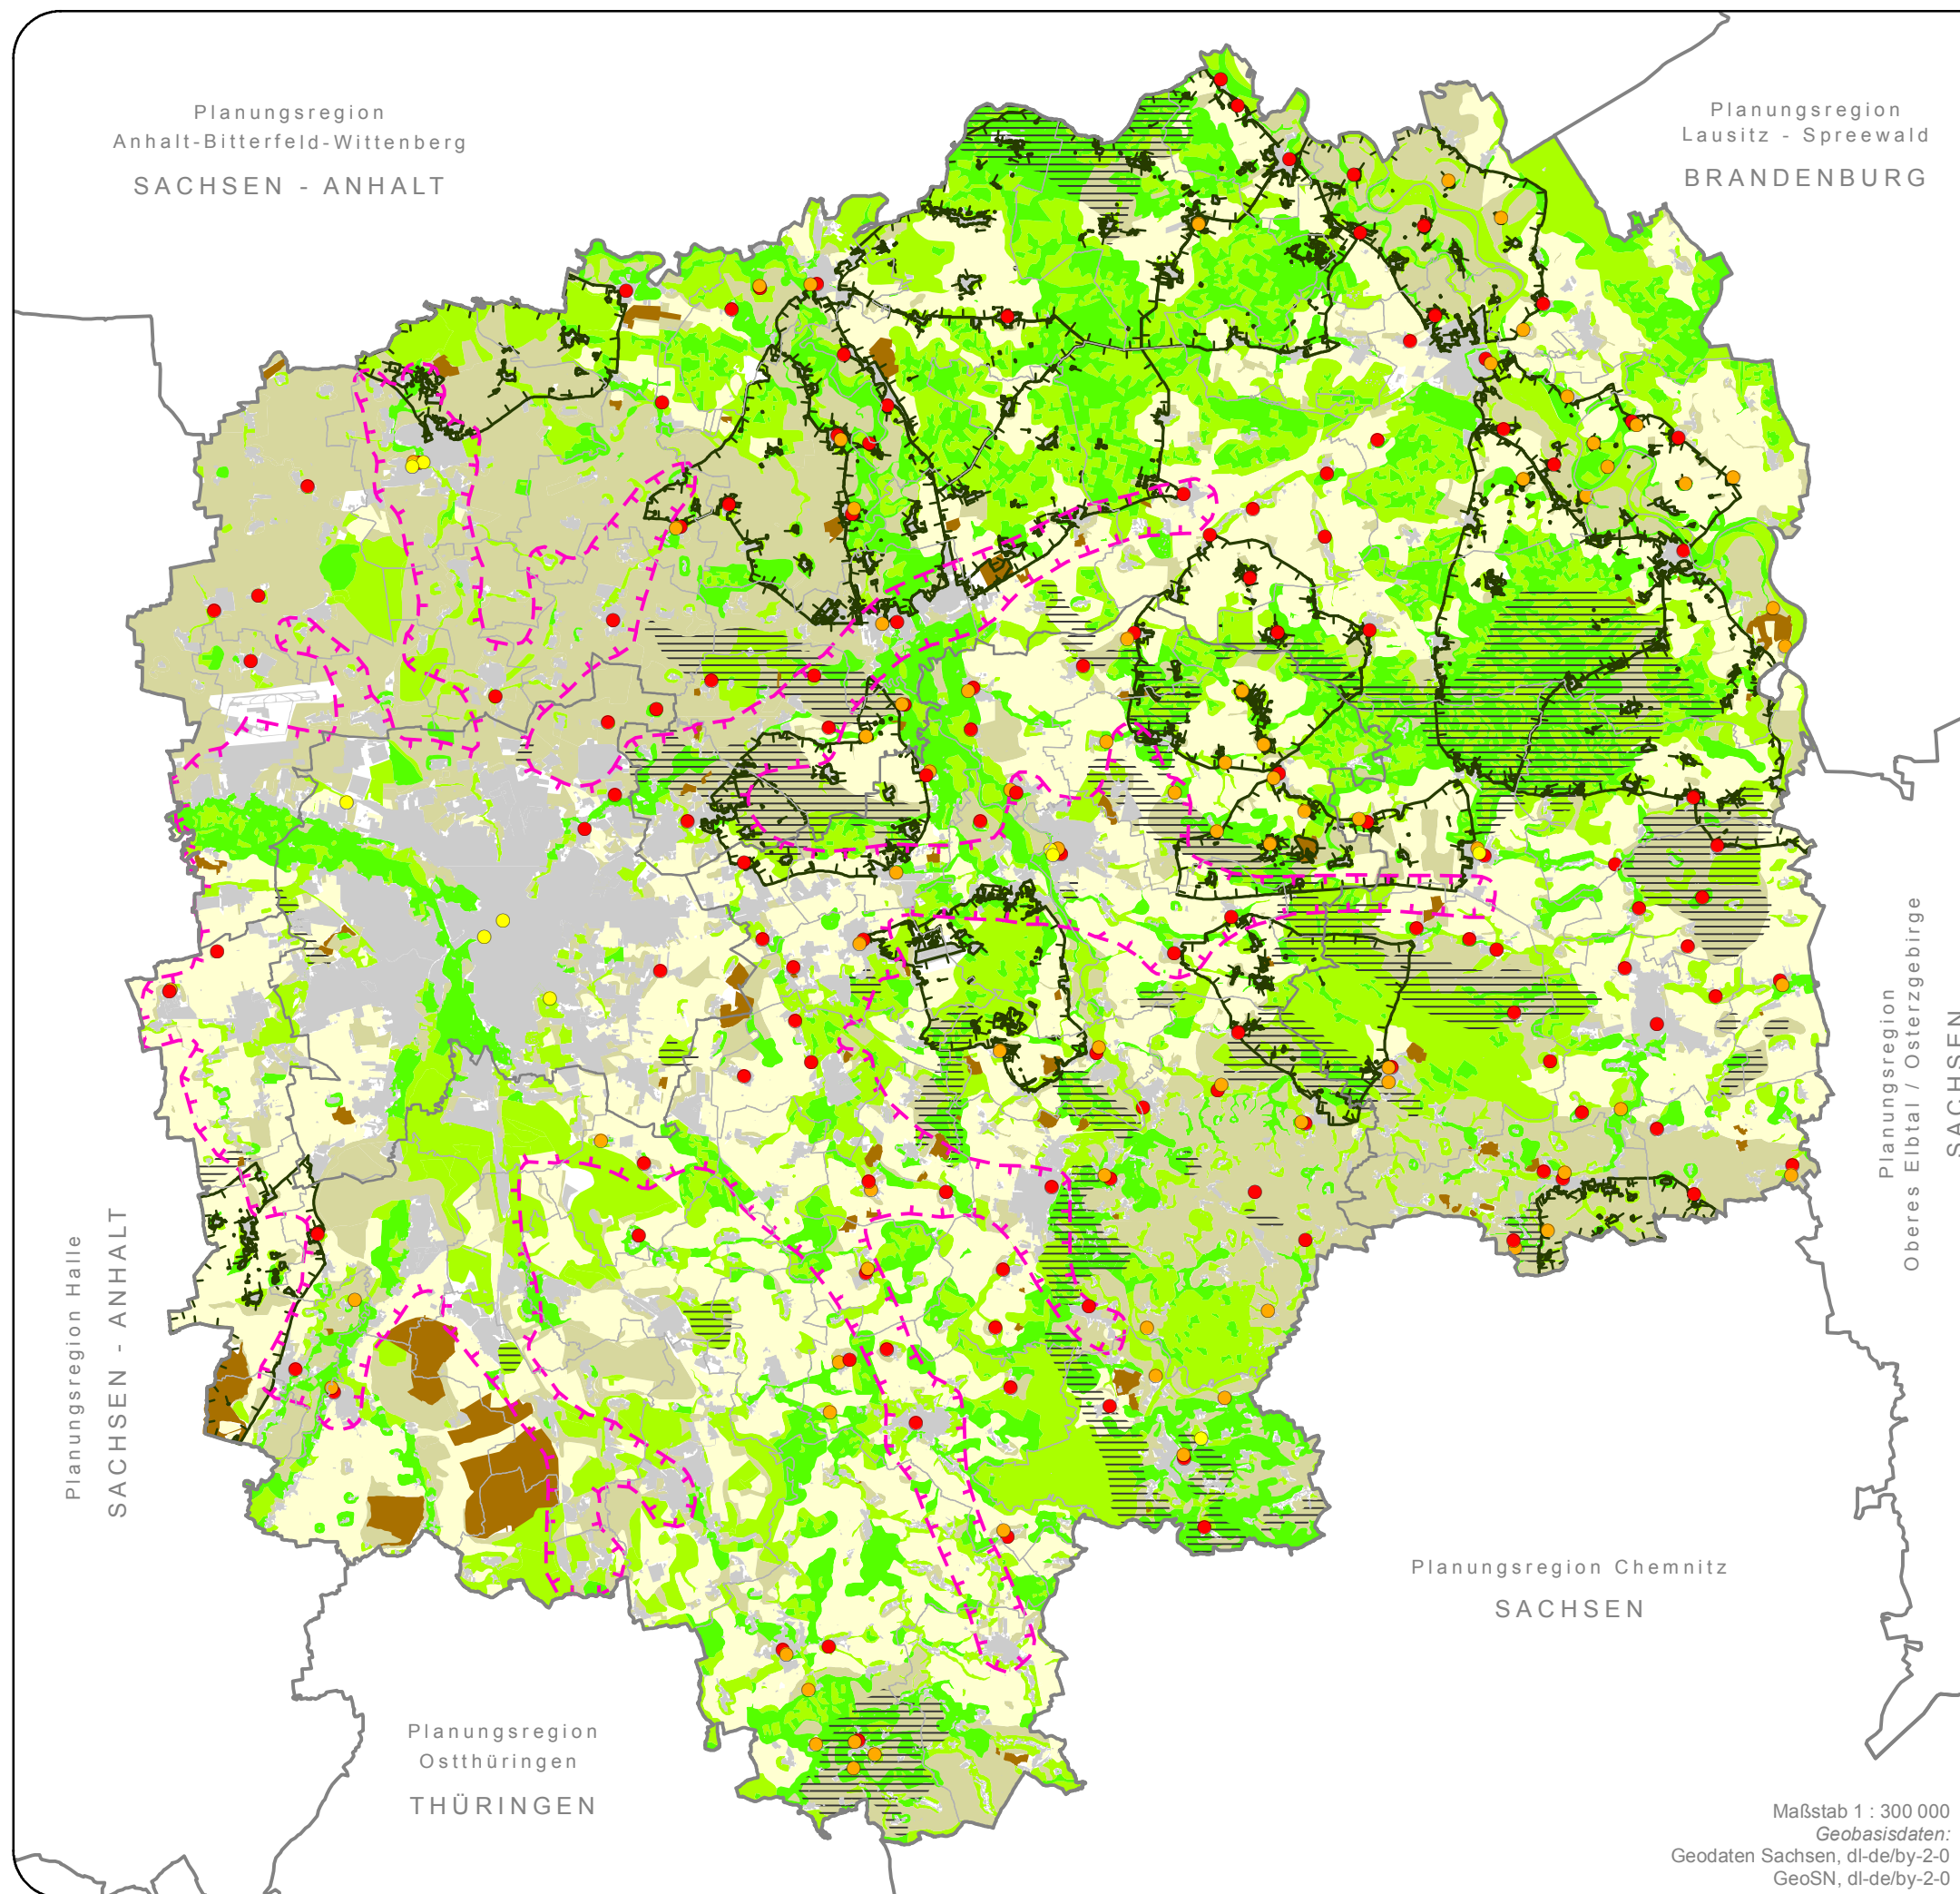 Planungsregion
Anhalt-Bitterfeld-Wittenberg
SACHSEN - ANHALT
Planungsregion
Lausitz - Spreewald
BRANDENBURG
Planungsregion Halle
SACHSEN - ANHALT
Planungsregion
Oberes Elbtal / Osterzgebirge
SACHSEN
Planungsregion Chemnitz
SACHSEN
Planungsregion
Ostthüringen
THÜRINGEN
Maßstab 1 : 300 000
Geobasisdaten:
Geodaten Sachsen, dl-de/by-2-0
GeoSN, dl-de/by-2-0